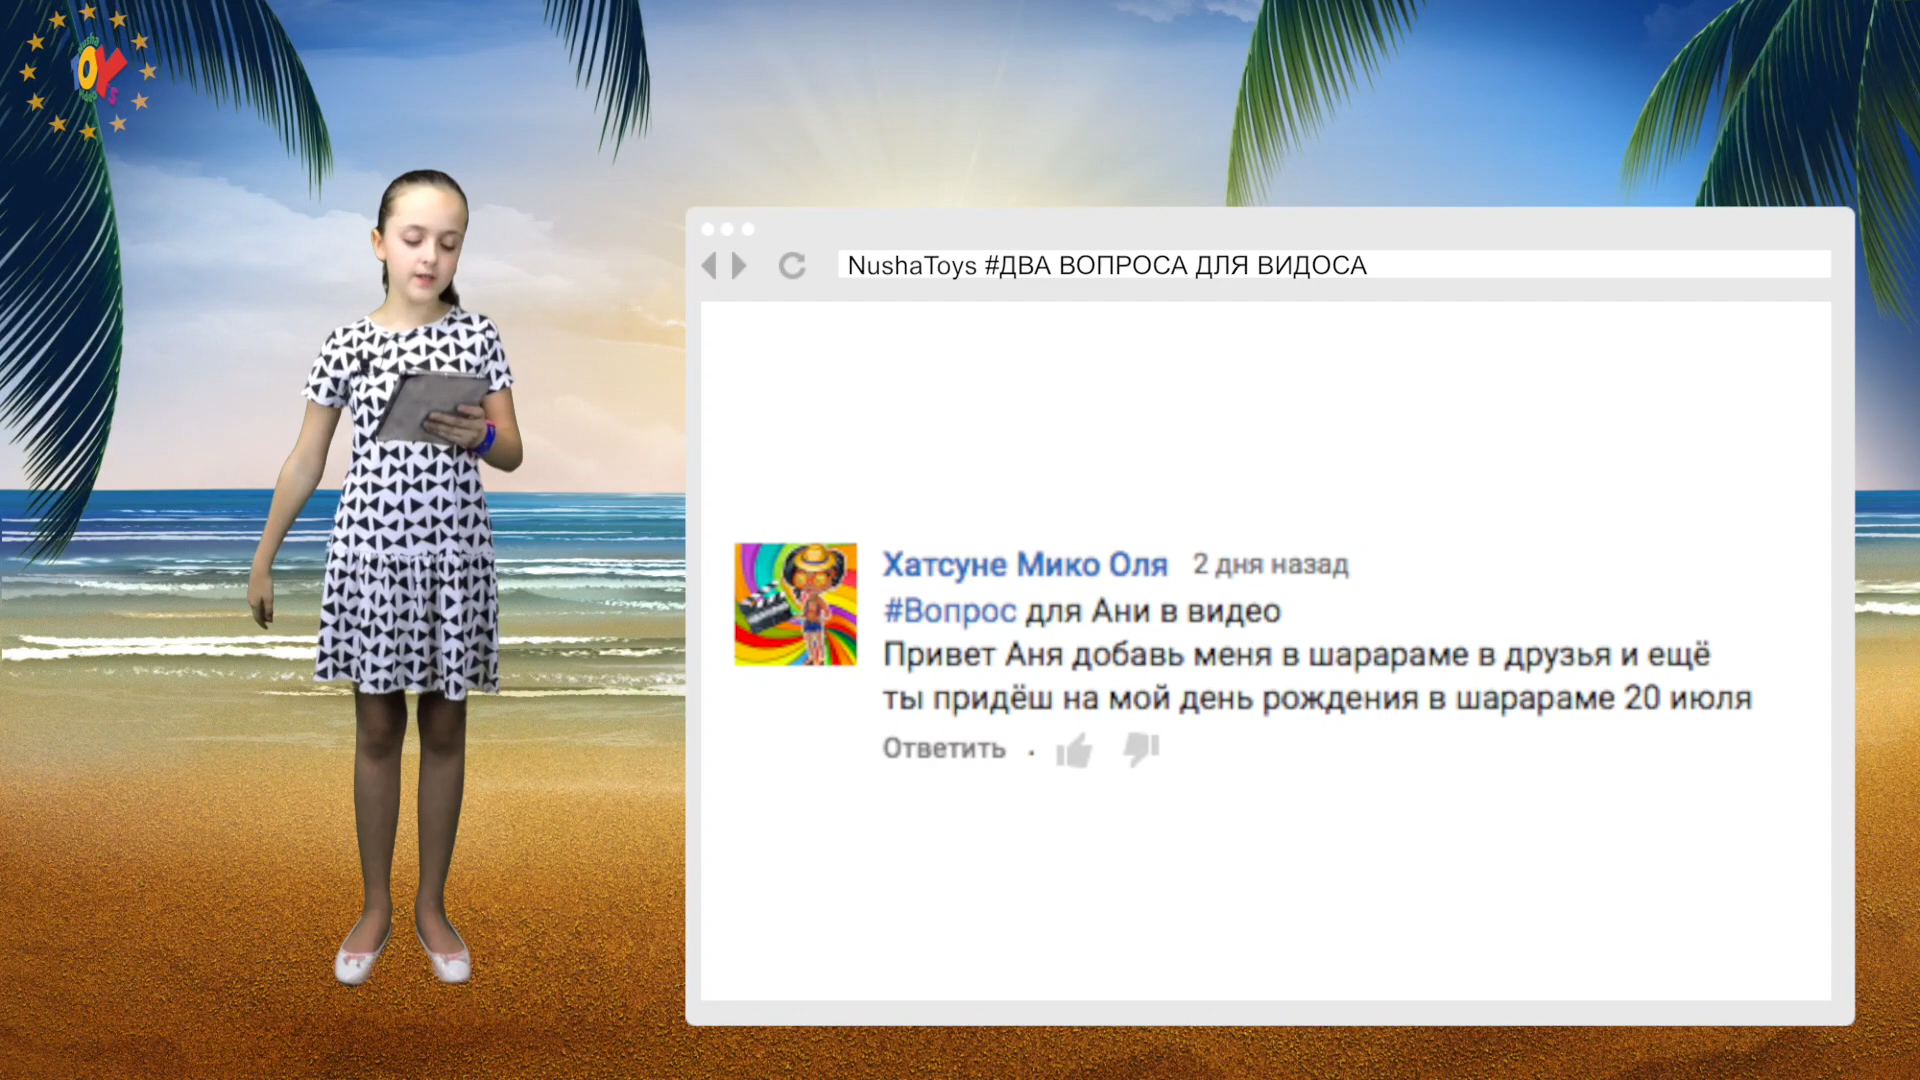 TOYS
NushaToys #ДВА ВОПРОСА ДЛЯ ВИДОСА
Хатсуне Мико Оля 2 дня назад
#Вопрос для Ани в видео
Привет Аня добавь меня в шарараме в друзья и ещё
ты придёш на мой день рождения в шарараме 20 июля
Ответить .